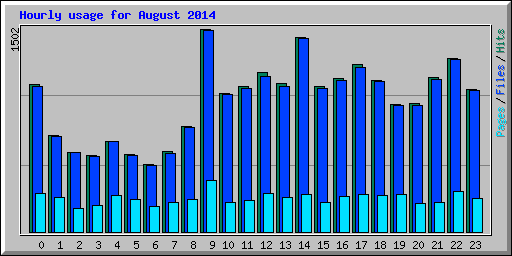 Hourly usage for August 2014
1502
Pages/Files/Hits
0 1 2 3 4 5 6 7 8 9 10 11 12 13 14 15 16 17 18 19 20 21 22 23